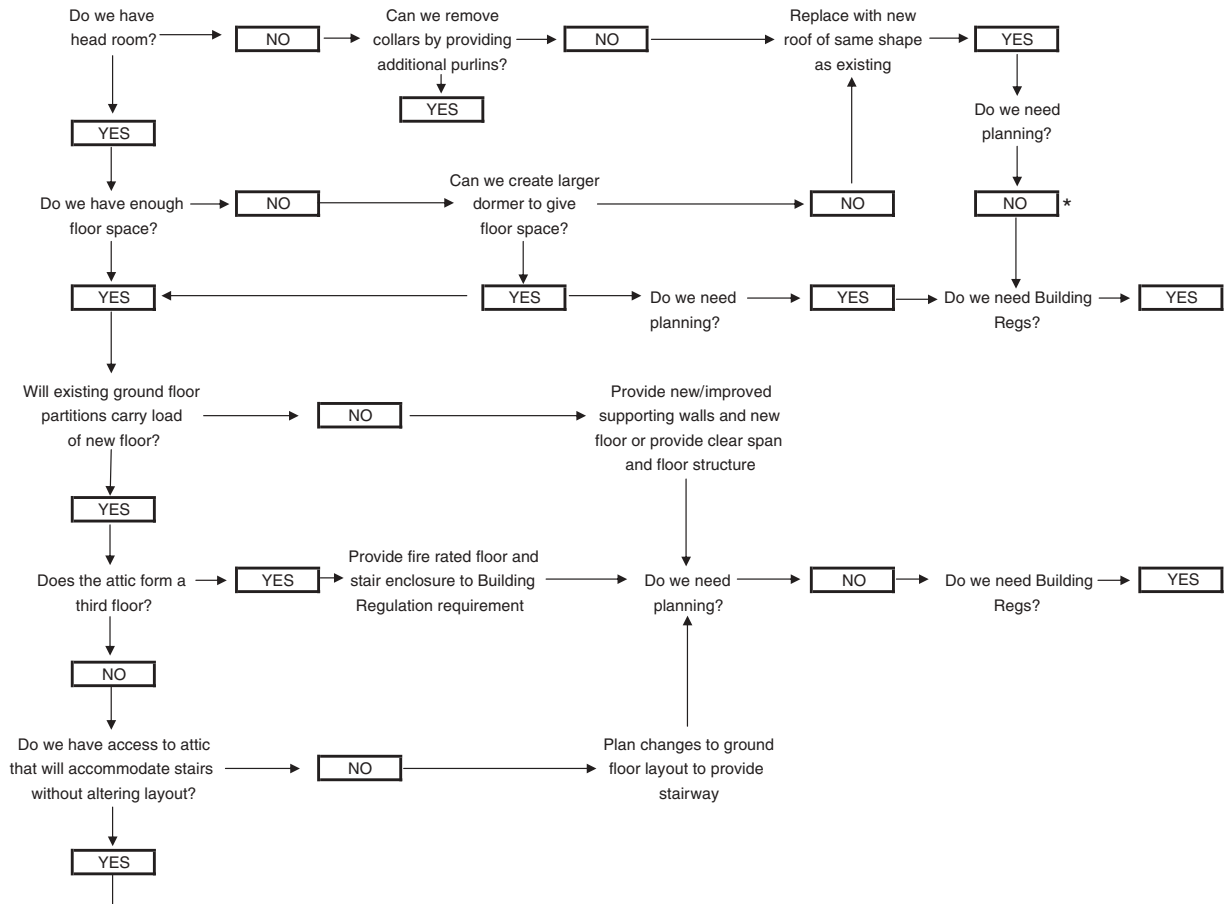 Do we have
head room?
NO
Can we remove
collars by providing
additional purlins?
NO
Replace with new
roof of same shape
as existing
YES
YES
YES
Do we need
planning?
Do we have enough
floor space?
NO
Can we create larger
dormer to give
floor space?
NO
NO *
YES
YES
Do we need
planning?
YES
Do we need Building
Regs?
YES
Will existing ground floor
partitions carry load
of new floor?
NO
Provide new/improved
supporting walls and new
floor or provide clear span
and floor structure
YES
Does the attic form a
third floor?
YES
Provide fire rated floor and
stair enclosure to Building
Regulation requirement
Do we need
planning?
NO
Do we need Building
Regs?
YES
NO
Do we have access to attic
that will accommodate stairs
without altering layout?
NO
Plan changes to ground
floor layout to provide
stairway
YES